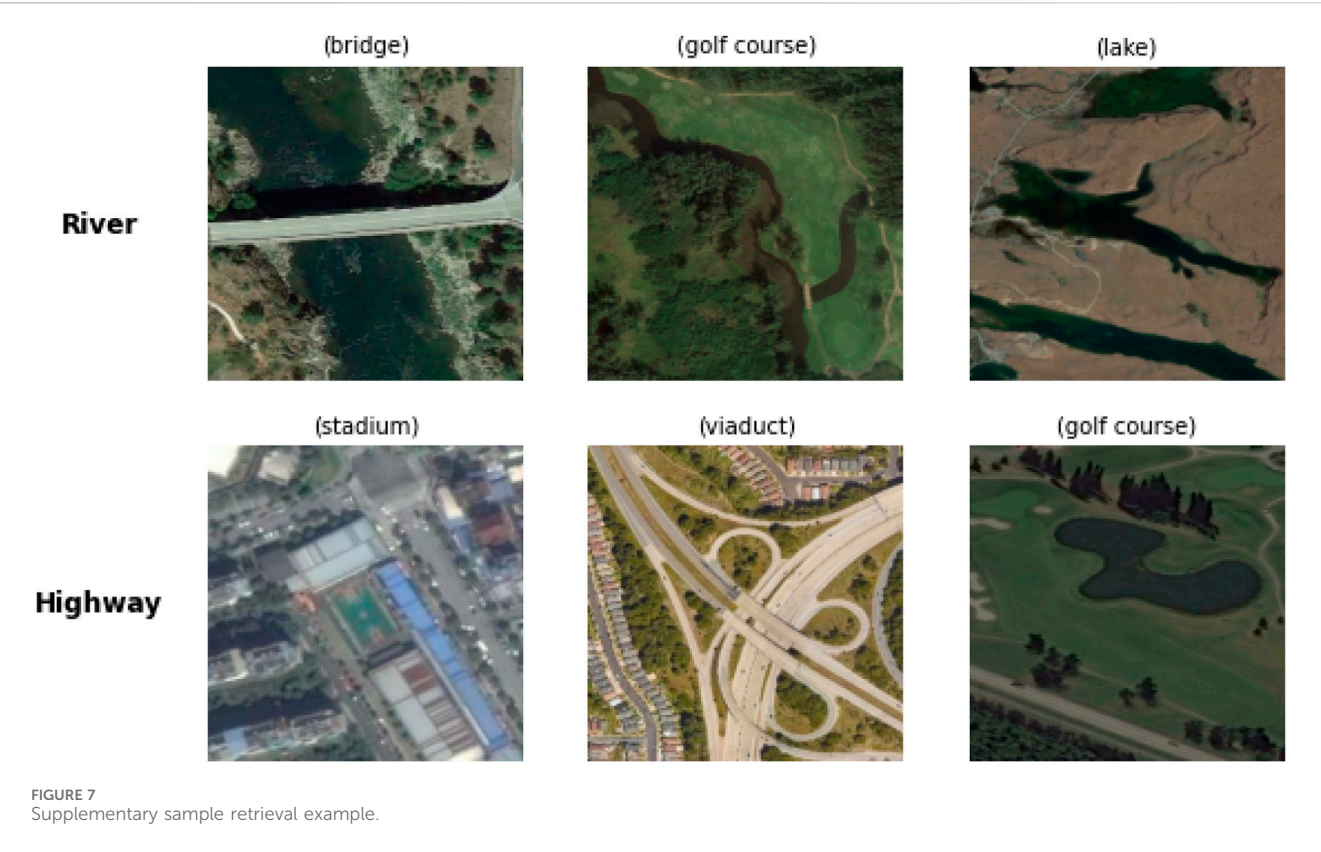 (bridge) (golf course) (lake)
River
(stadium) (viaduct) (golf course)
Highway
FIGURE 7
Supplementary sample retrieval example.